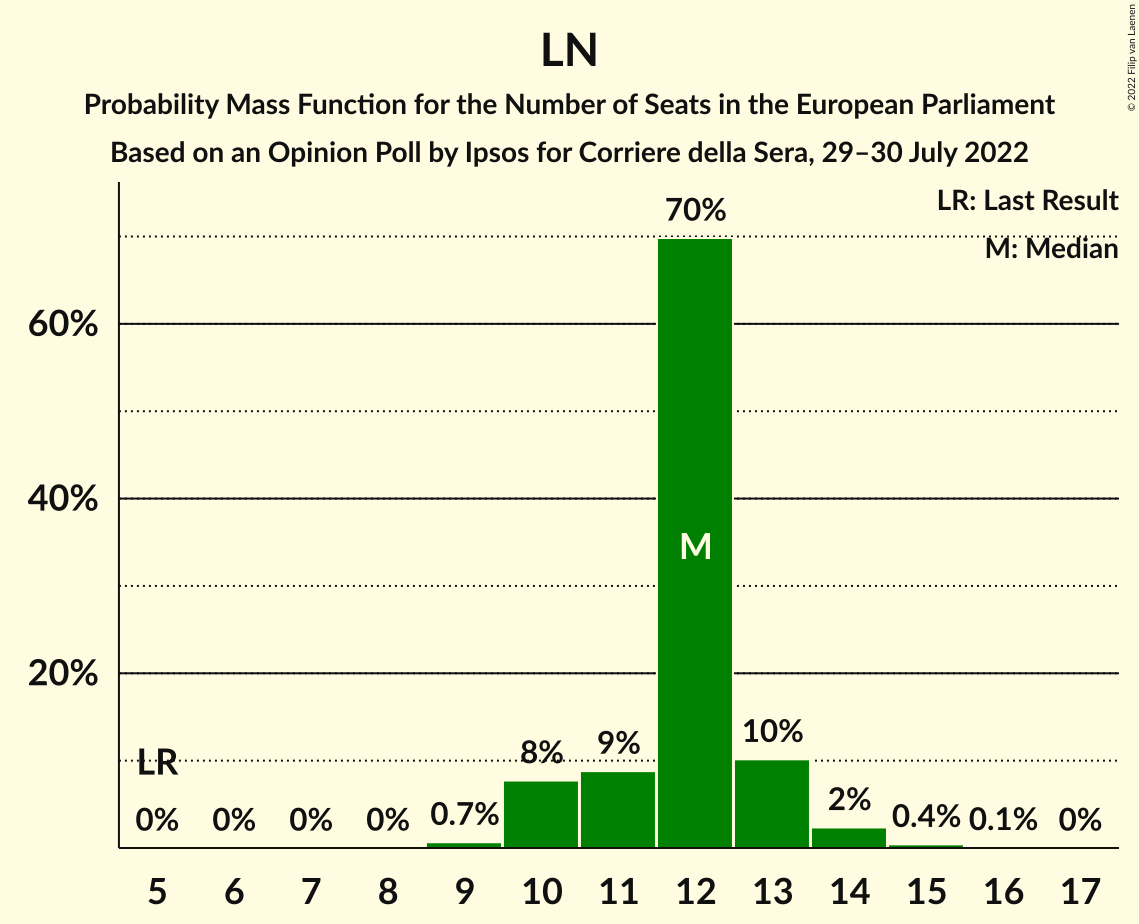 LN
Probability Mass Function for the Number of Seats in the European Parliament
Based on an Opinion Poll by Ipsos for Corriere della Sera, 29–30 July 2022
© 2022 Filip van Laenen
LR: Last Result
M: Median
70%
60%
40%
M
20%
10%
9%
8%
LR
2%
0% 0% 0% 0% 0.7% 0.4% 0.1% 0%
5 6 7 8 9 10 11 12 13 14 15 16 17